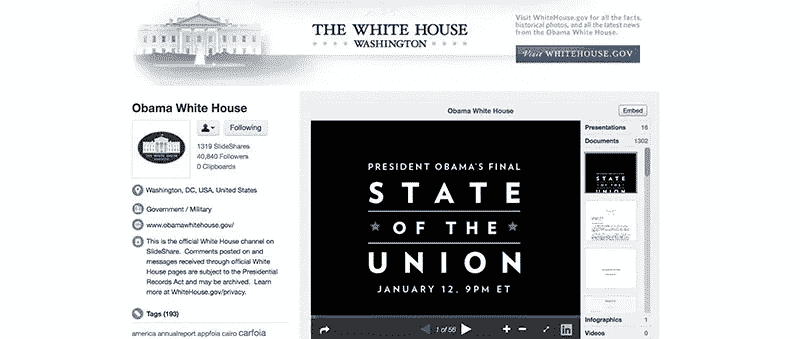 THE WHITE HOUSE
WASHINGTON
Visit WhiteHouse.gov for all the facts,
historical photos, and all the latest news
from the Obama White House.
Visit WHITEHOUSE.GOV
Obama White House
Following
1319 SlideShares
40,840 Followers
0 Clipboards
Washington, DC, USA, United States
Government / Military
www.obamawhitehouse.gov/
This is the official White House channel on
SlideShare. Comments posted on and
messages received through official White
House pages are subject to the Presidential
Records Act and may be archived. Learn
more at WhiteHouse.gov/privacy.
Tags (193)
america annualreport appfoia cairo carfoia
Obama White House
Embed
PRESIDENT OBAMA'S FINAL
STATE
OF THE
UNION
JANUARY 12, 9PM ET
1 of 56
in
Presentations 16
Documents 1302
STATE
OF THE
Infographics 1
Videos 0